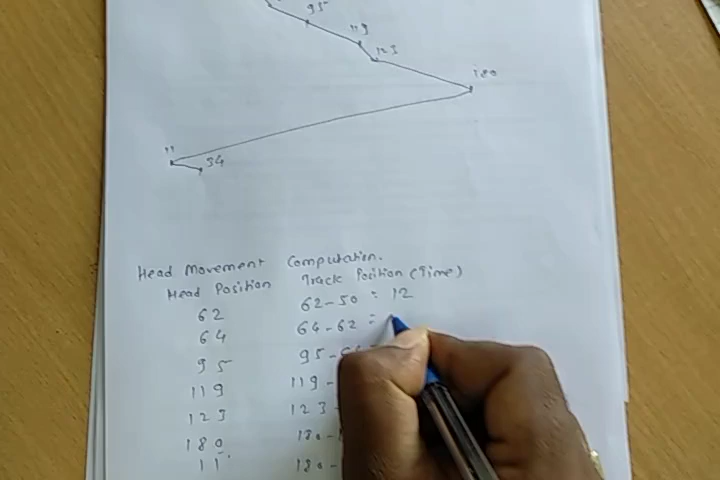 95
119
123
180
11
34
Head Movement Computation.
Head Position Track Position (Time)
62 62-50 = 12
64 64-62 =
95 95-
119 119-
123 123-
180 180-
11 180-